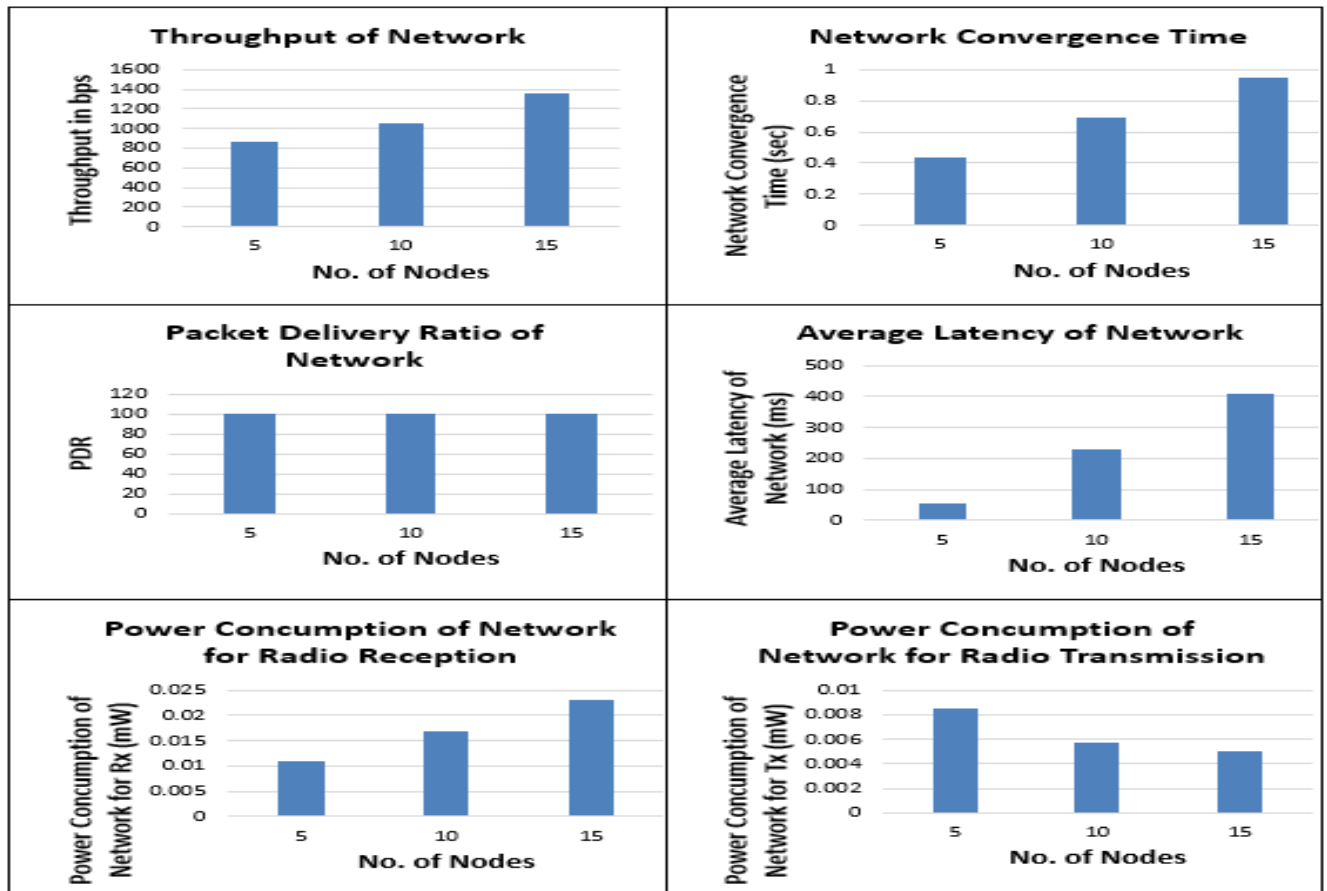 Throughput of Network
Throughput in bps
1600
1400
1200
1000
800
600
400
200
0
5 10 15
No. of Nodes
Network Convergence Time
Network Convergence
Time (sec)
1
0.8
0.6
0.4
0.2
0
5 10 15
No. of Nodes
Packet Delivery Ratio of
Network
PDR
120
100
80
60
40
20
0
5 10 15
No. of Nodes
Average Latency of Network
Average Latency of
Network (ms)
500
400
300
200
100
0
5 10 15
No. of Nodes
Power Concumption of Network
for Radio Reception
Power Concumption of
Network for Rx (mW)
0.025
0.02
0.015
0.01
0.005
0
5 10 15
No. of Nodes
Power Concumption of
Network for Radio Transmission
Power Concumption of
Network for Tx (mW)
0.01
0.008
0.006
0.004
0.002
0
5 10 15
No. of Nodes